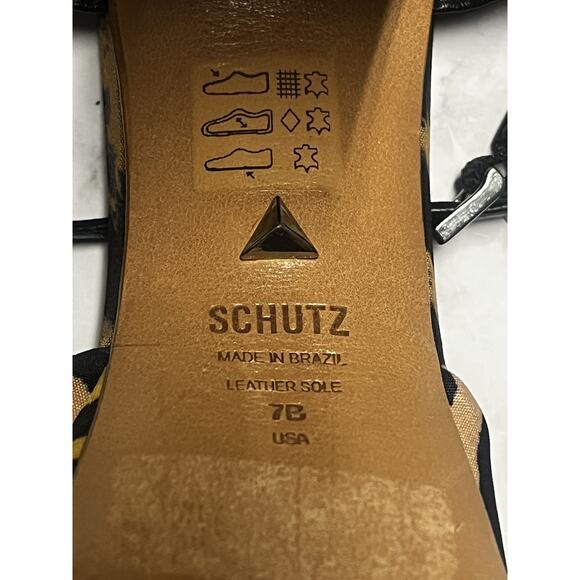 SCHUTZ
MADE IN BRAZIL
LEATHER SOLE
7B
USA